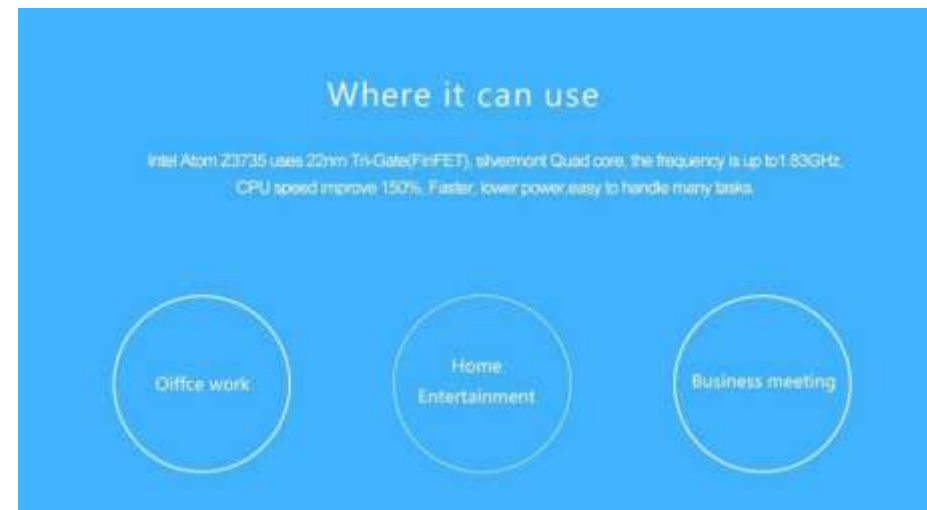 Where it can use
Intel Atom Z3735 uses 22nm Tri-Gate(FinFET), silvermont Quad core, the frequency is up to1.83GHz,
CPU speed improve 150%, Faster, lower power,easy to handle many tasks.
Oiffce work
Home
Entertainment
Business meeting